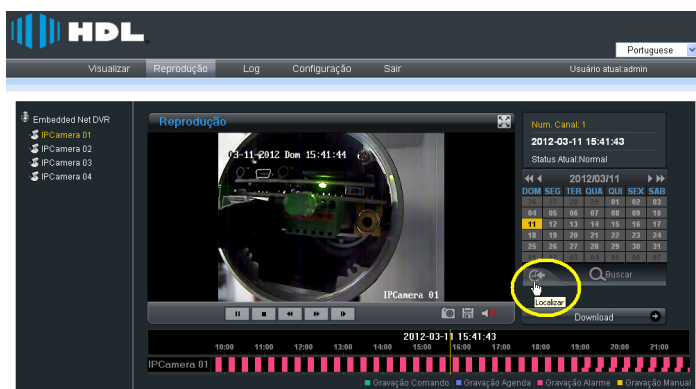 HDL
Portuguese
Visualizar Reprodução Log Configuração Sair Usuário atual:admin
Embedded Net DVR
IPCamera 01
IPCamera 02
IPCamera 03
IPCamera 04
Reprodução
03-11-2012 Dom 15:41:44
IPCamera 01
Num. Canal: 1
2012-03-11 15:41:43
Status Atual:Normal
2012/03/11
DOM SEG TER QUA QUI SEX SAB
26 27 28 29 01 02 03
04 05 06 07 08 09 10
11 12 13 14 15 16 17
18 19 20 21 22 23 24
25 26 27 28 29 30 31
01 02 03 04 05 06 07
Buscar
Localizar
Download
2012-03-11 15:41:43
10:00 11:00 12:00 13:00 14:00 15:00 16:00 17:00 18:00 19:00 20:00 21:00
IPCamera 01
Gravação Comando Gravação Agenda Gravação Alarme Gravação Manual